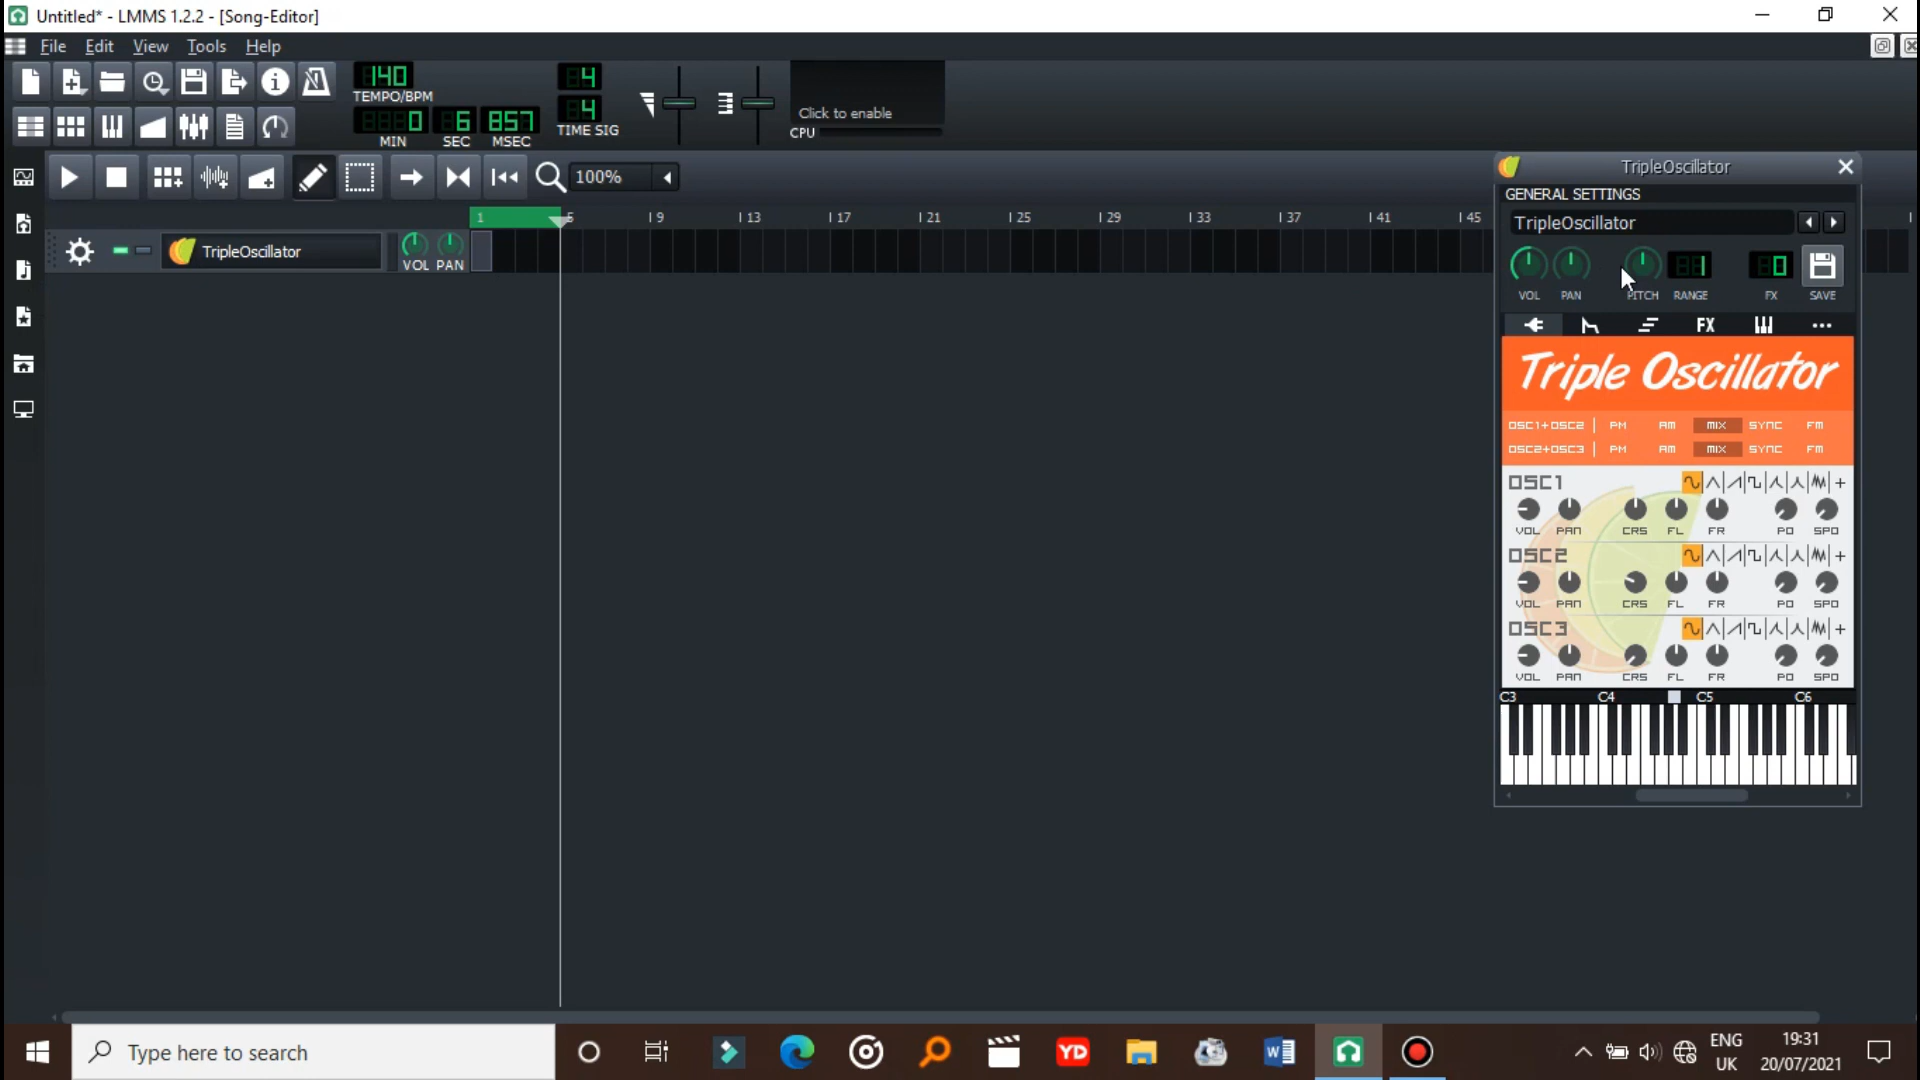 Untitled* - LMMS 1.2.2 - [Song-Editor]
File Edit View Tools Help
140
TEMPO/BPM
4
4
TIME SIG
0 6 857
MIN SEC MSEC
Click to enable
CPU
100%
1 5 9 13 17 21 25 29 33 37 41 45
TripleOscillator
VOL PAN
TripleOscillator
GENERAL SETTINGS
TripleOscillator
1 0
VOL PAN PITCH RANGE FX SAVE
FX
Triple Oscillator
OSC1+OSC2 PM AM MIX SYNC FM
OSC2+OSC3 PM AM MIX SYNC FM
OSC1
VOL PAN CRS FL FR PO SPO
OSC2
VOL PAN CRS FL FR PO SPO
OSC3
VOL PAN CRS FL FR PO SPO
C3 C4 C5 C6
Type here to search
YD
W
ENG
UK
19:31
20/07/2021